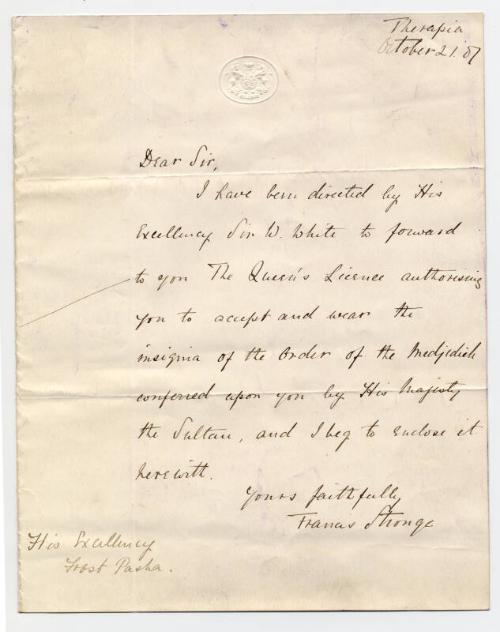 Therapia
October 21. 87
Dear Sir,
I have been directed by His
Excellency Sir W. White to forward
to you The Queen's Licence authorising
you to accept and wear the
insignia of the Order of the Medjidieh
conferred upon you by His Majesty
the Sultan, and I beg to enclose it
herewith.
Yours faithfully
Francis Stronge
His Excellency
Frost Pasha.